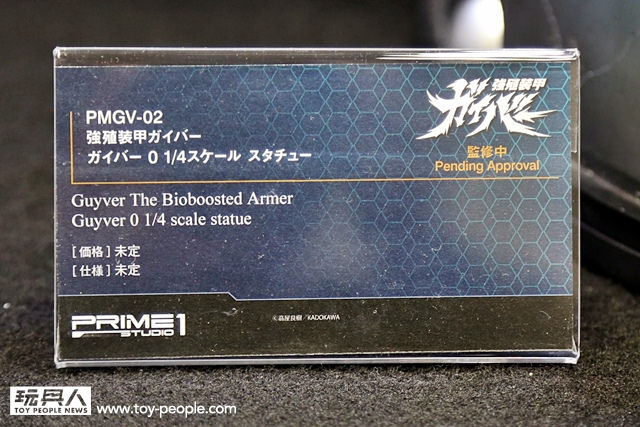 強殖装甲
ガイバー
監修中
Pending Approval
PMGV-02
強殖装甲ガイバー
ガイバー 0 1/4スケール スタチュー
Guyver The Bioboosted Armer
Guyver 0 1/4 scale statue
[ 価格 ] 未定
[ 仕様 ] 未定
PRIME 1
STUDIO
©高屋良樹/KADOKAWA
玩具人
TOY PEOPLE NEWS
www.toy-people.com